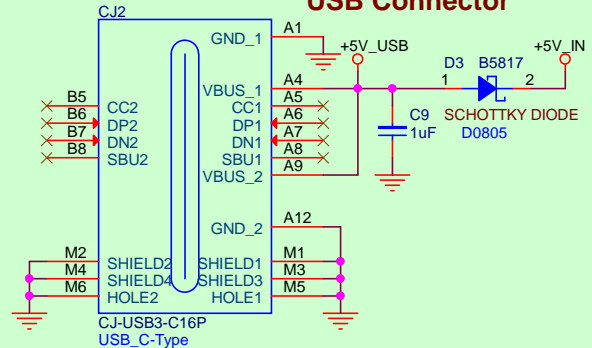 USB Connector
CJ2
GND_1 A1
+5V_USB
+5V_IN
D3 B5817
VBUS_1 A4
1 2
B5 CC2 CC1 A5
B6 DP2 DP1 A6
B7 DN2 DN1 A7
B8 SBU2 SBU1 A8
VBUS_2 A9
C9
1uF
SCHOTTKY DIODE
D0805
GND_2 A12
M2 SHIELD2 SHIELD1 M1
M4 SHIELD4 SHIELD3 M3
M6 HOLE2 HOLE1 M5
CJ-USB3-C16P
USB_C-Type